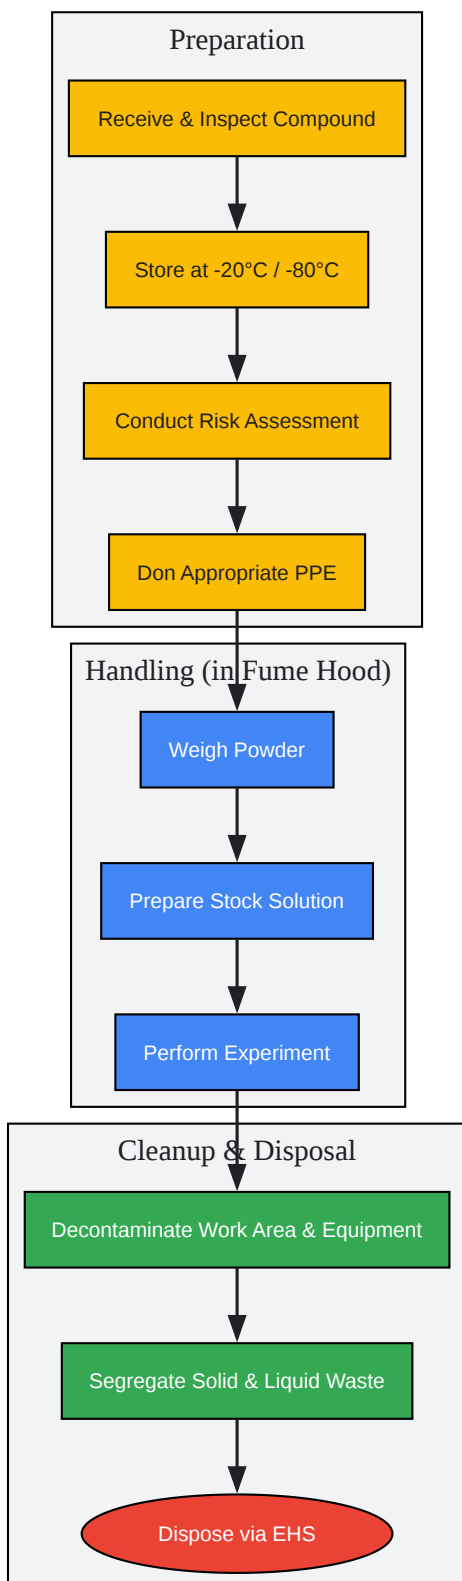 Preparation
Receive & Inspect Compound
Store at -20°C / -80°C
Conduct Risk Assessment
Don Appropriate PPE
Handling (in Fume Hood)
Weigh Powder
Prepare Stock Solution
Perform Experiment
Cleanup & Disposal
Decontaminate Work Area & Equipment
Segregate Solid & Liquid Waste
Dispose via EHS